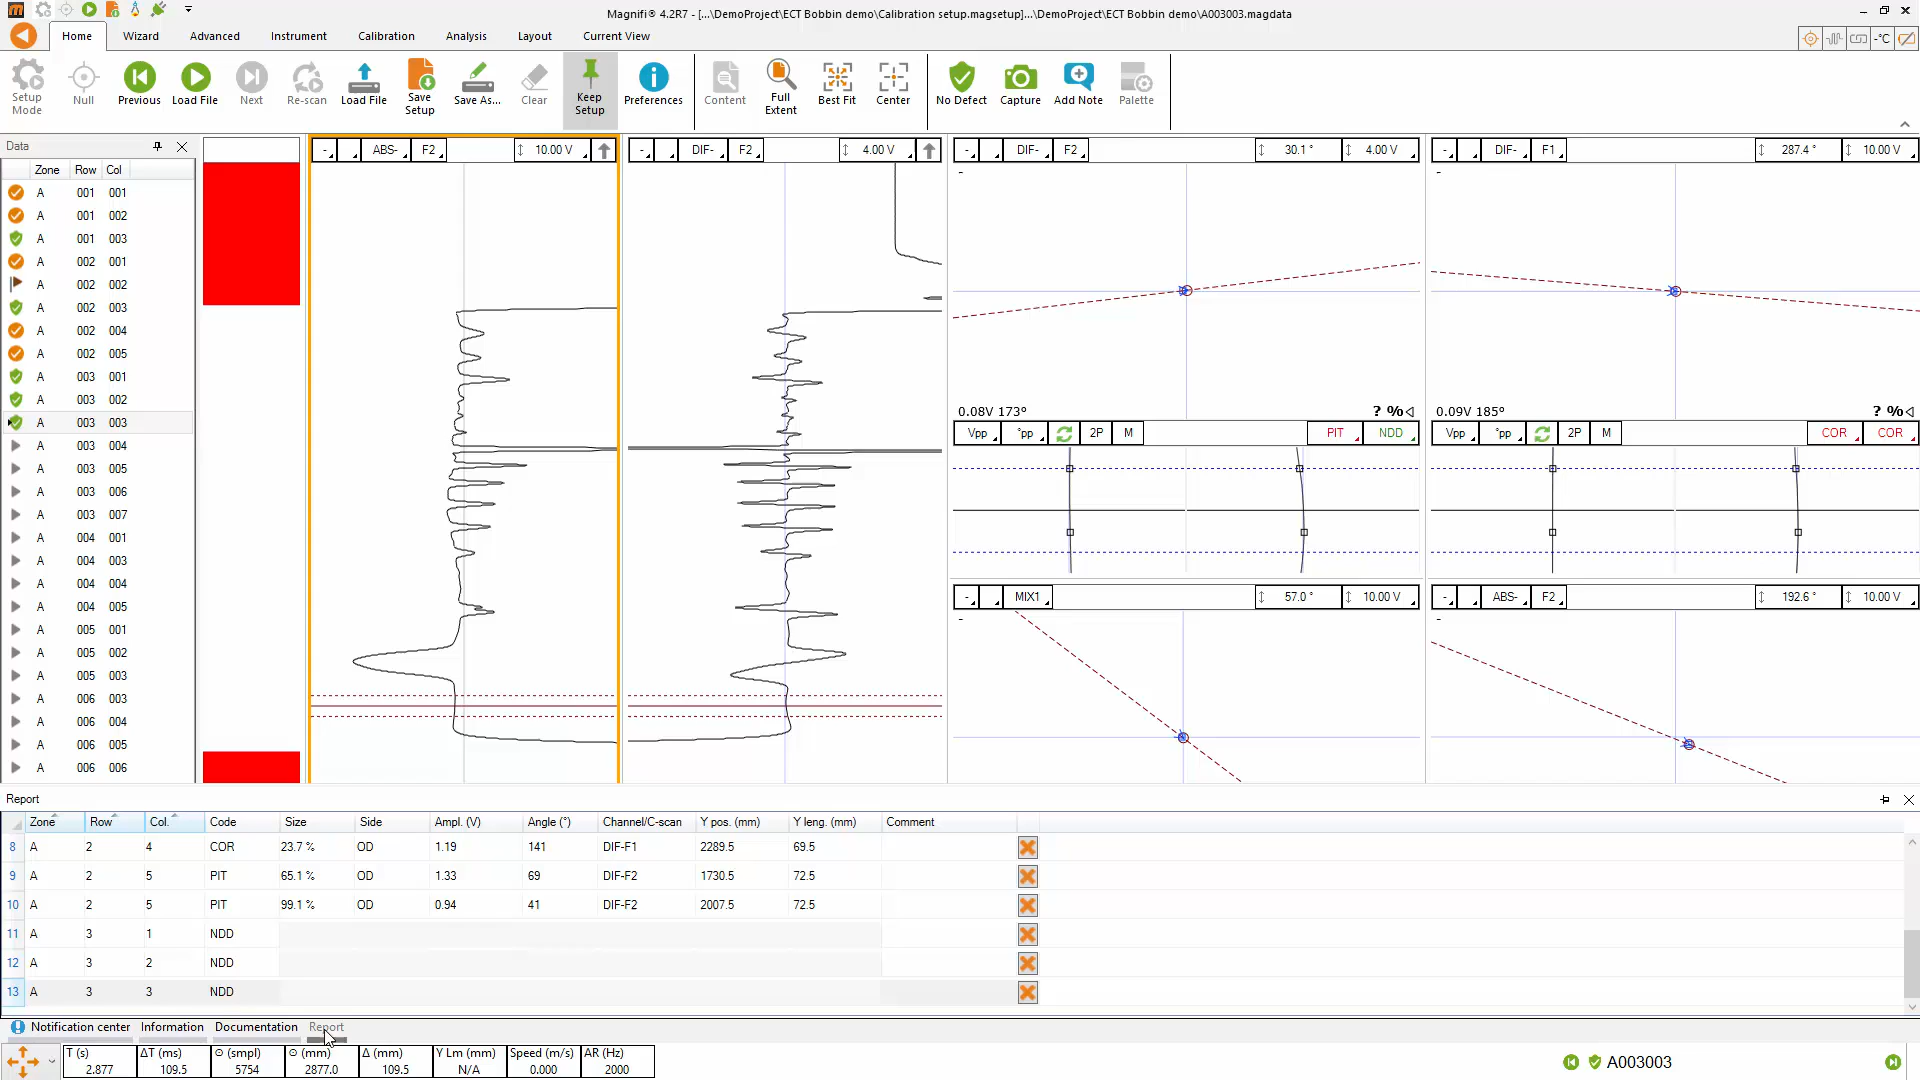 Magnifi® 4.2R7 - [...\DemoProject\ECT Bobbin demo\Calibration setup.magsetup]...\DemoProject\ECT Bobbin demo\A003003.magdata
Home Wizard Advanced Instrument Calibration Analysis Layout Current View
-°C
Setup Mode
Null
Previous
Load File
Next
Re-scan
Load File
Save Setup
Save As...
Clear
Keep Setup
Preferences
Content
Full Extent
Best Fit
Center
No Defect
Capture
Add Note
Palette
Data
Zone Row Col
A 001 001
A 001 002
A 001 003
A 002 001
A 002 002
A 002 003
A 002 004
A 002 005
A 003 001
A 003 002
A 003 003
A 003 004
A 003 005
A 003 006
A 003 007
A 004 001
A 004 003
A 004 004
A 004 005
A 005 001
A 005 002
A 005 003
A 006 003
A 006 004
A 006 005
A 006 006
- ABS- F2 10.00 V
- DIF- F2 4.00 V
- DIF- F2 30.1 ° 4.00 V
-
0.08V 173° ? %
Vpp °pp 2P M PIT NDD
- MIX1 57.0 ° 10.00 V
-
- DIF- F1 287.4 ° 10.00 V
-
0.09V 185° ? %
Vpp °pp 2P M COR COR
- ABS- F2 192.6 ° 10.00 V
-
Report
Zone Row Col. Code Size Side Ampl. (V) Angle (°) Channel/C-scan Y pos. (mm) Y leng. (mm) Comment
8 A 2 4 COR 23.7 % OD 1.19 141 DIF-F1 2289.5 69.5
9 A 2 5 PIT 65.1 % OD 1.33 69 DIF-F2 1730.5 72.5
10 A 2 5 PIT 99.1 % OD 0.94 41 DIF-F2 2007.5 72.5
11 A 3 1 NDD
12 A 3 2 NDD
13 A 3 3 NDD
Notification center Information Documentation Report
T (s) ΔT (ms) ⊙ (smpl) ⊙ (mm) Δ (mm) Y Lm (mm) Speed (m/s) AR (Hz)
2.877 109.5 5754 2877.0 109.5 N/A 0.000 2000
A003003